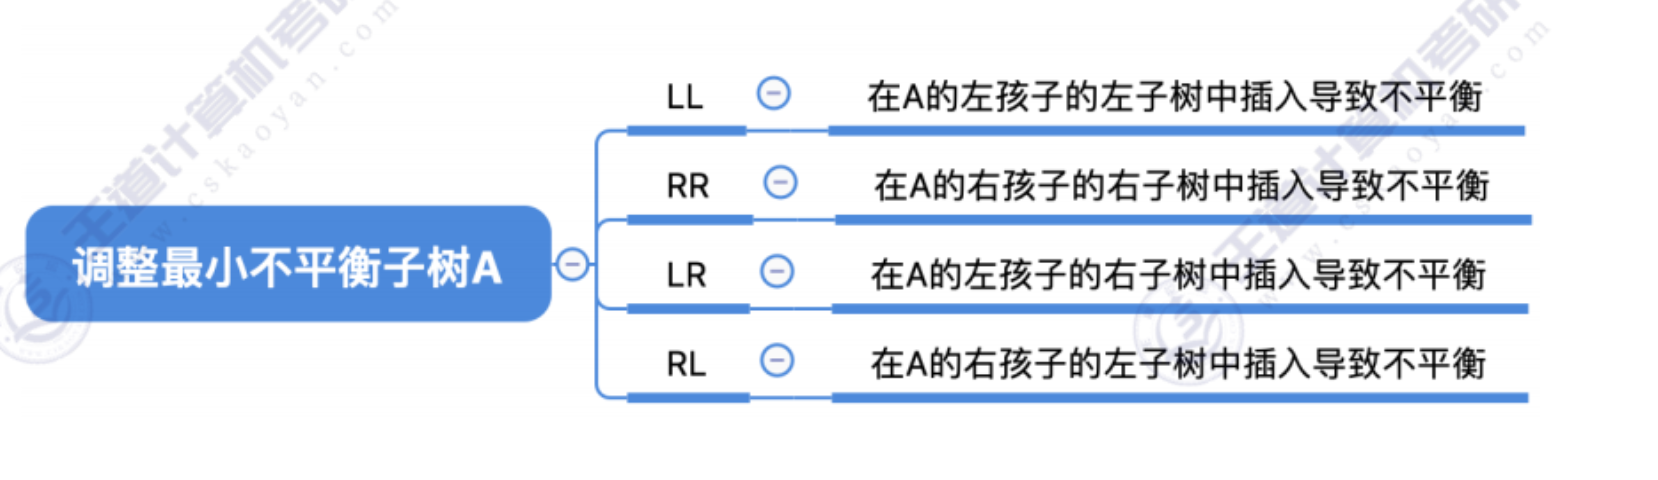 王道计算机考研
www.cskaoyan.com
王道计算机考研
www.cskaoyan.com
LL
在A的左孩子的左子树中插入导致不平衡
RR
在A的右孩子的右子树中插入导致不平衡
调整最小不平衡子树A
LR
在A的左孩子的右子树中插入导致不平衡
RL
在A的右孩子的左子树中插入导致不平衡